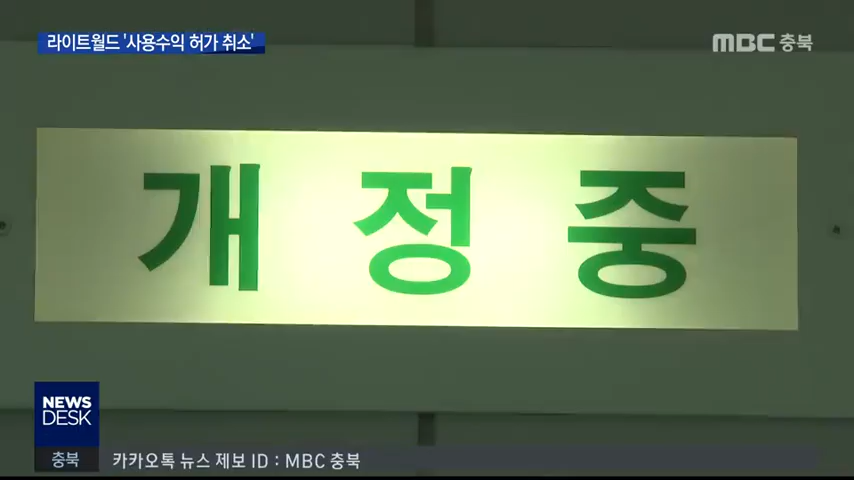 라이트월드 '사용수익 허가 취소'
MBC 충북
개정중
NEWS
DESK
충북
카카오톡 뉴스 제보 ID : MBC 충북